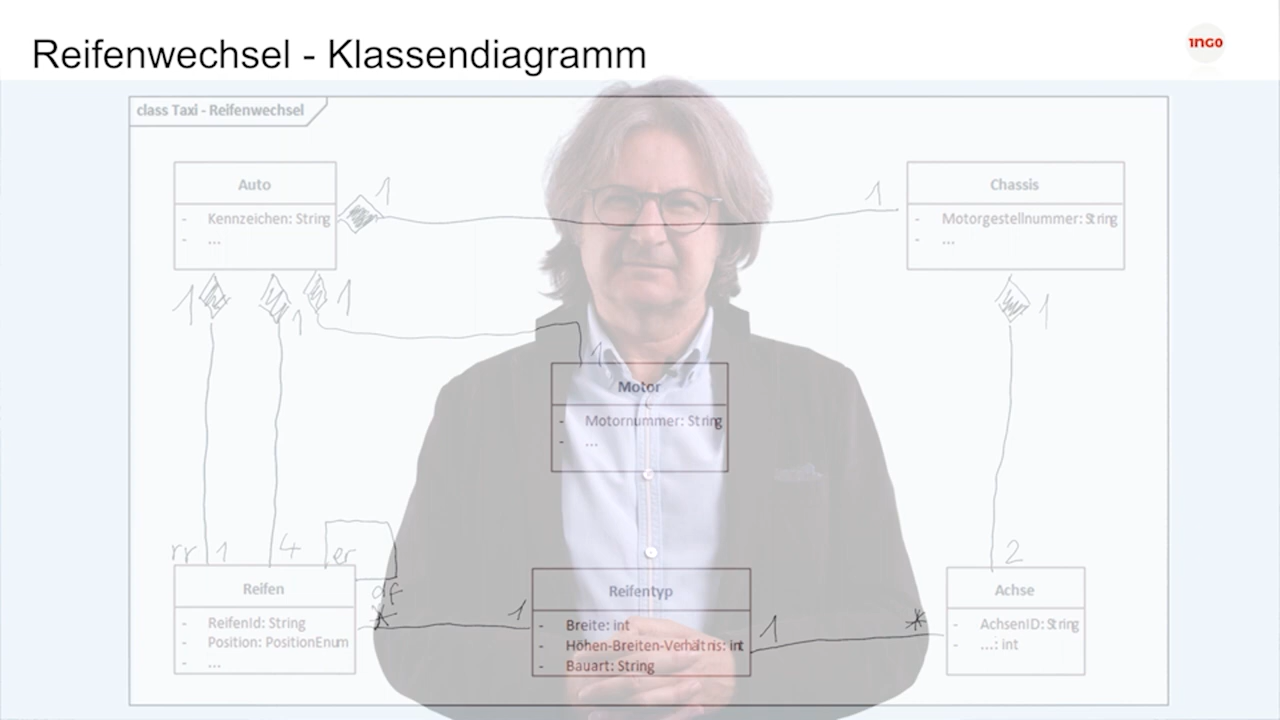 Reifenwechsel - Klassendiagramm
1NGO
class Taxi - Reifenwechsel
Auto
- Kennzeichen: String
- ...
1
1
Chassis
- Motorgestellnummer: String
- ...
1
1
1
1
1
Motor
- Motornummer: String
- ...
rr 1
4
er
2
Reifen
- ReifenId: String
- Position: PositionEnum
- ...
*
1
Reifentyp
- Breite: int
- Höhen-Breiten-Verhältnis: int
- Bauart: String
1
*
Achse
- AchsenID: String
- ...: int